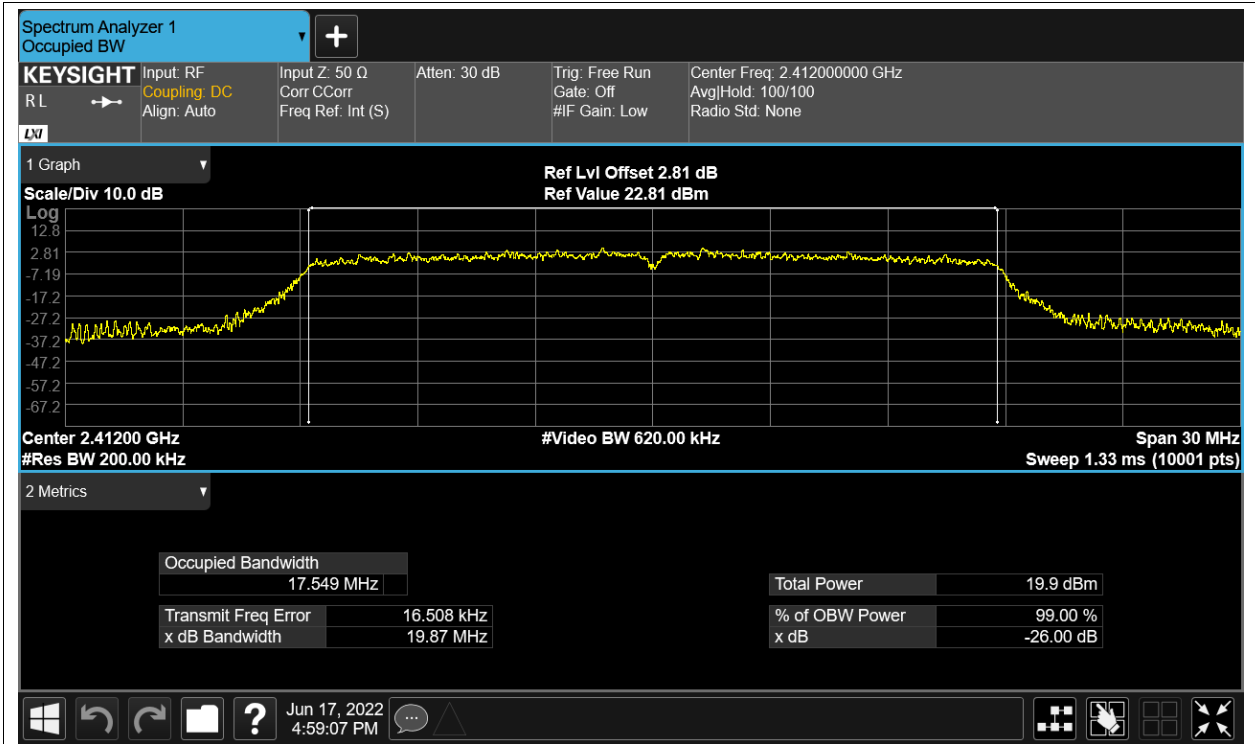 Spectrum Analyzer 1
Occupied BW
KEYSIGHT
R L
LXI
Input: RF
Coupling: DC
Align: Auto
Input Z: 50 Ω
Corr CCorr
Freq Ref: Int (S)
Atten: 30 dB
Trig: Free Run
Gate: Off
#IF Gain: Low
Center Freq: 2.412000000 GHz
Avg|Hold: 100/100
Radio Std: None
1 Graph
Scale/Div 10.0 dB
Ref Lvl Offset 2.81 dB
Ref Value 22.81 dBm
Log
12.8
2.81
-7.19
-17.2
-27.2
-37.2
-47.2
-57.2
-67.2
Center 2.41200 GHz
#Video BW 620.00 kHz
Span 30 MHz
#Res BW 200.00 kHz
Sweep 1.33 ms (10001 pts)
2 Metrics
Occupied Bandwidth
17.549 MHz
Transmit Freq Error 16.508 kHz
x dB Bandwidth 19.87 MHz
Total Power 19.9 dBm
% of OBW Power 99.00 %
x dB -26.00 dB
?
Jun 17, 2022
4:59:07 PM